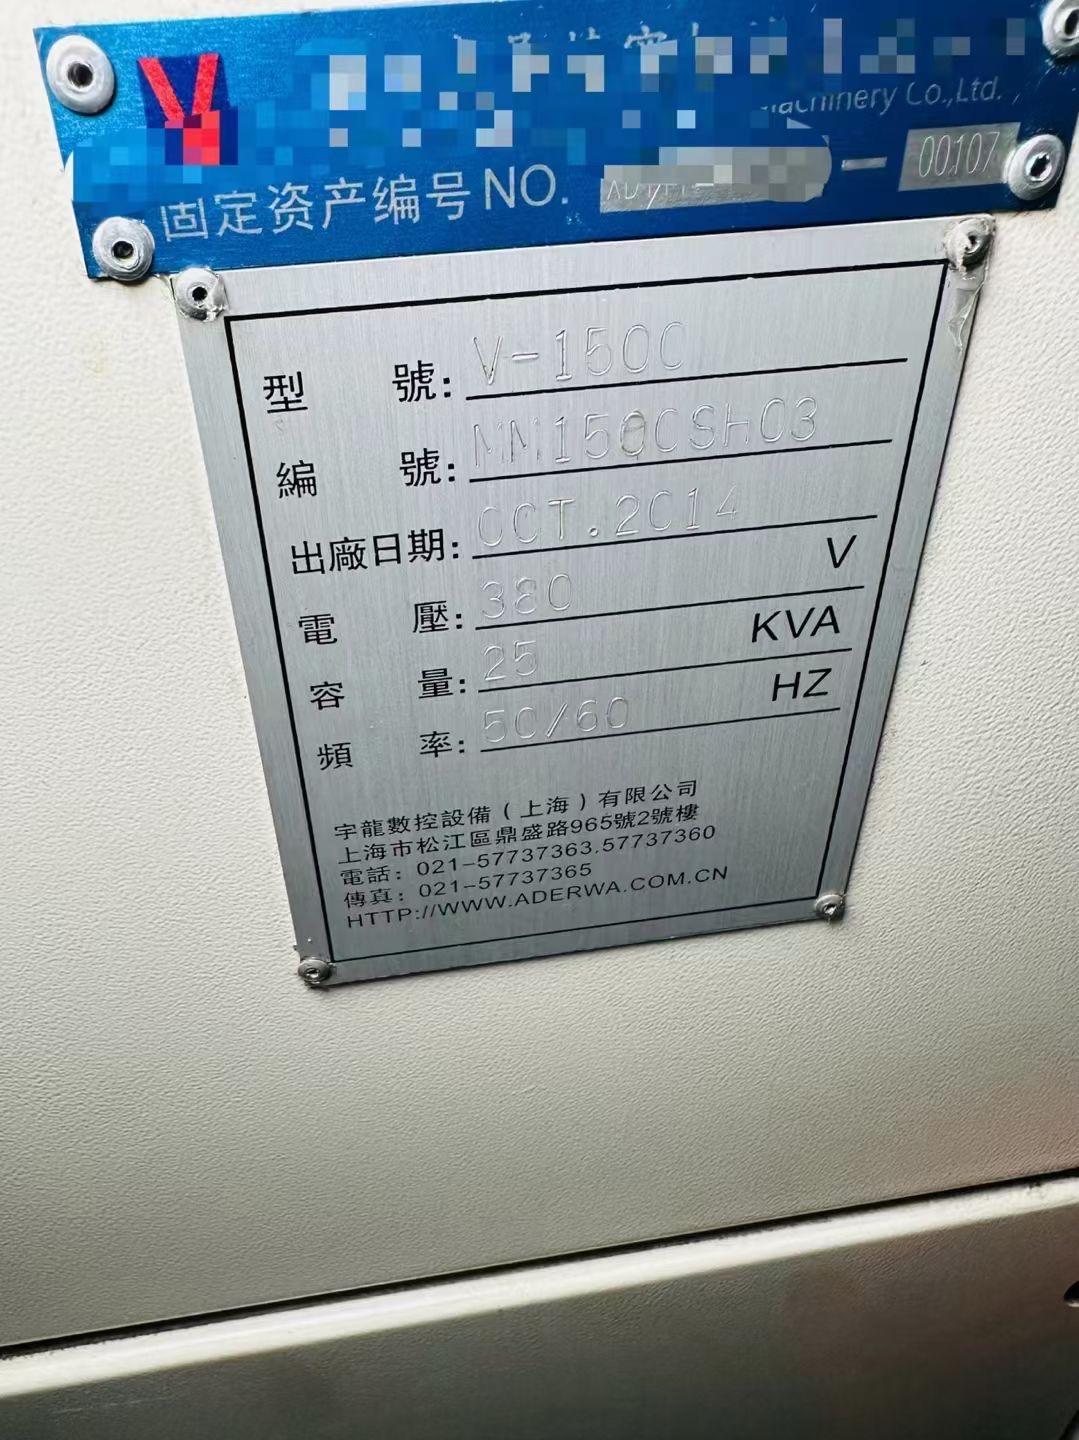 Machinery Co.,Ltd.
固定资产编号NO. — 00107
型 號: V-1500
編 號: MM1500SH03
出廠日期: OCT.2014
電 壓: 380 V
容 量: 25 KVA
頻 率: 50/60 HZ
宇龍數控設備(上海)有限公司
上海市松江區鼎盛路965號2號樓
電話: 021-57737363.57737360
傳真: 021-57737365
HTTP://WWW.ADERWA.COM.CN